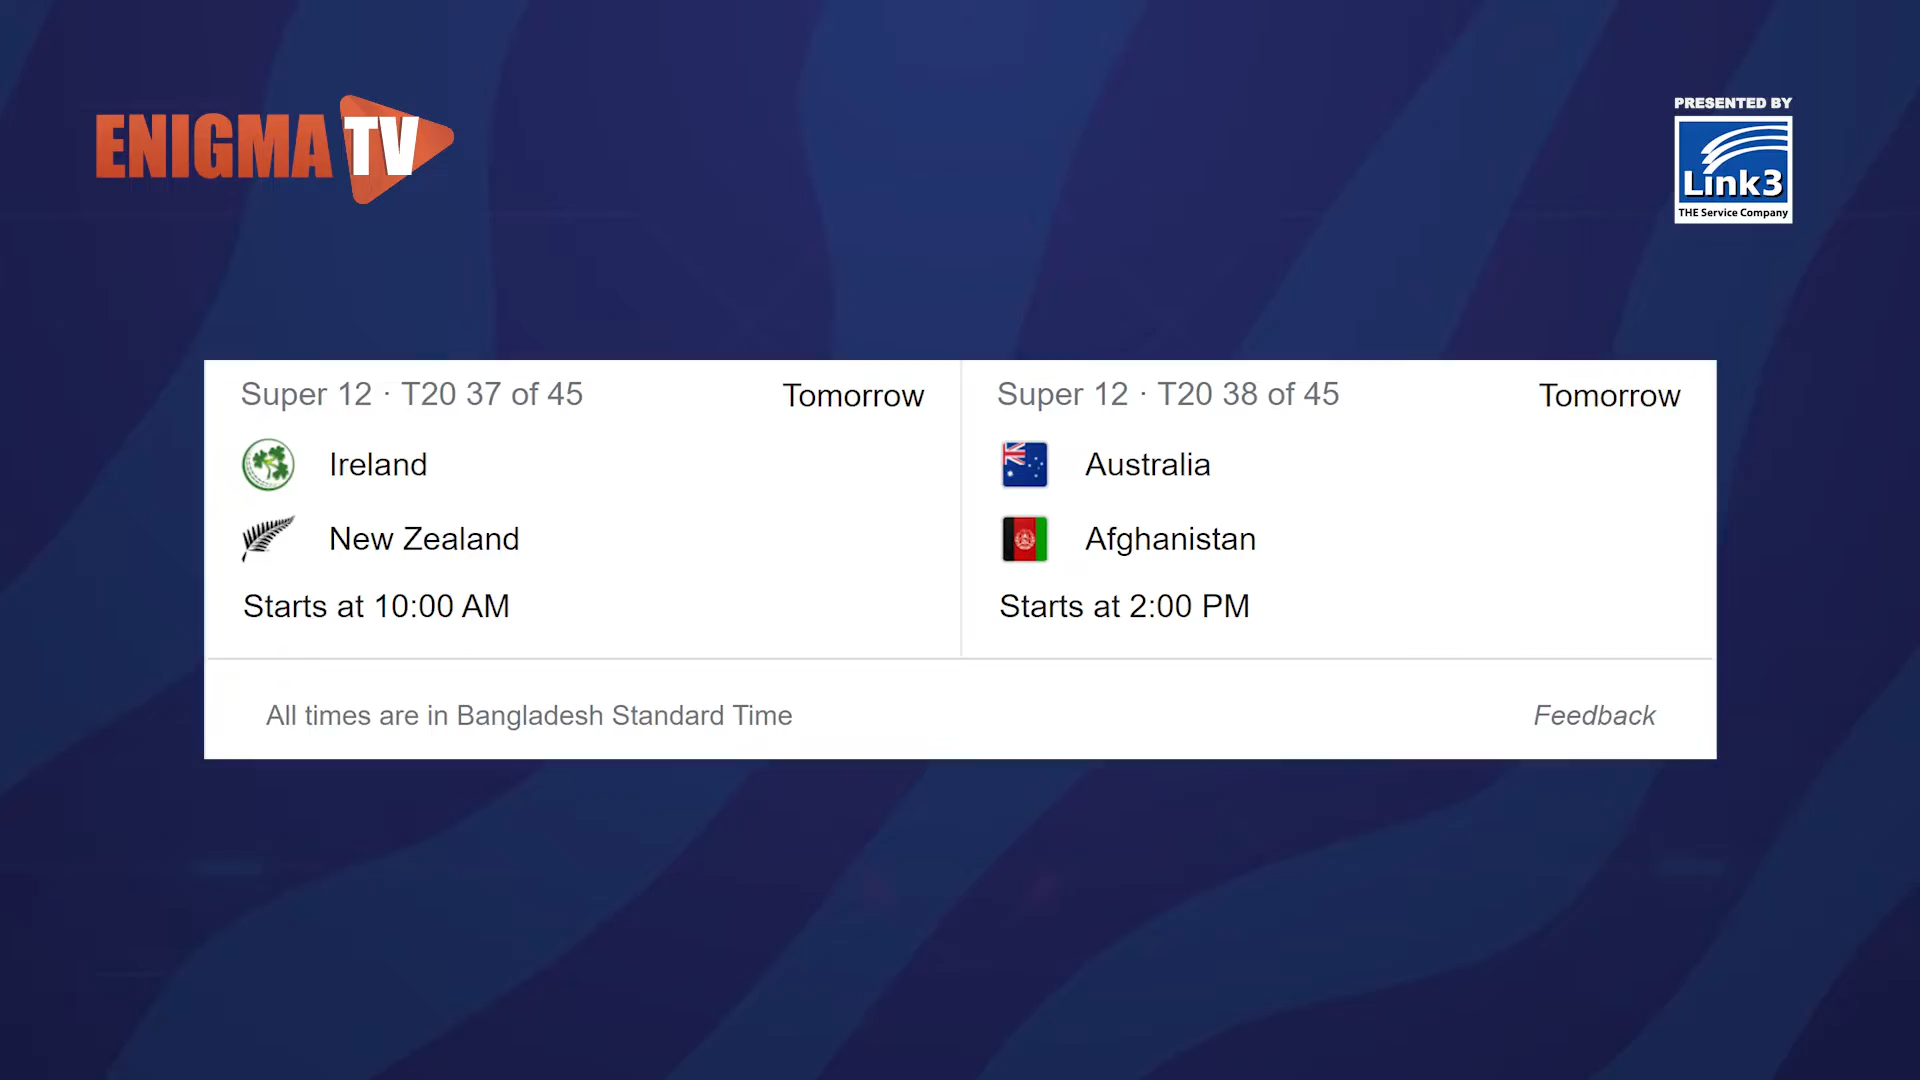 ENIGMA TV
PRESENTED BY
Link3
THE Service Company
Super 12 · T20 37 of 45
Tomorrow
Ireland
New Zealand
Starts at 10:00 AM
Super 12 · T20 38 of 45
Tomorrow
Australia
Afghanistan
Starts at 2:00 PM
All times are in Bangladesh Standard Time
Feedback